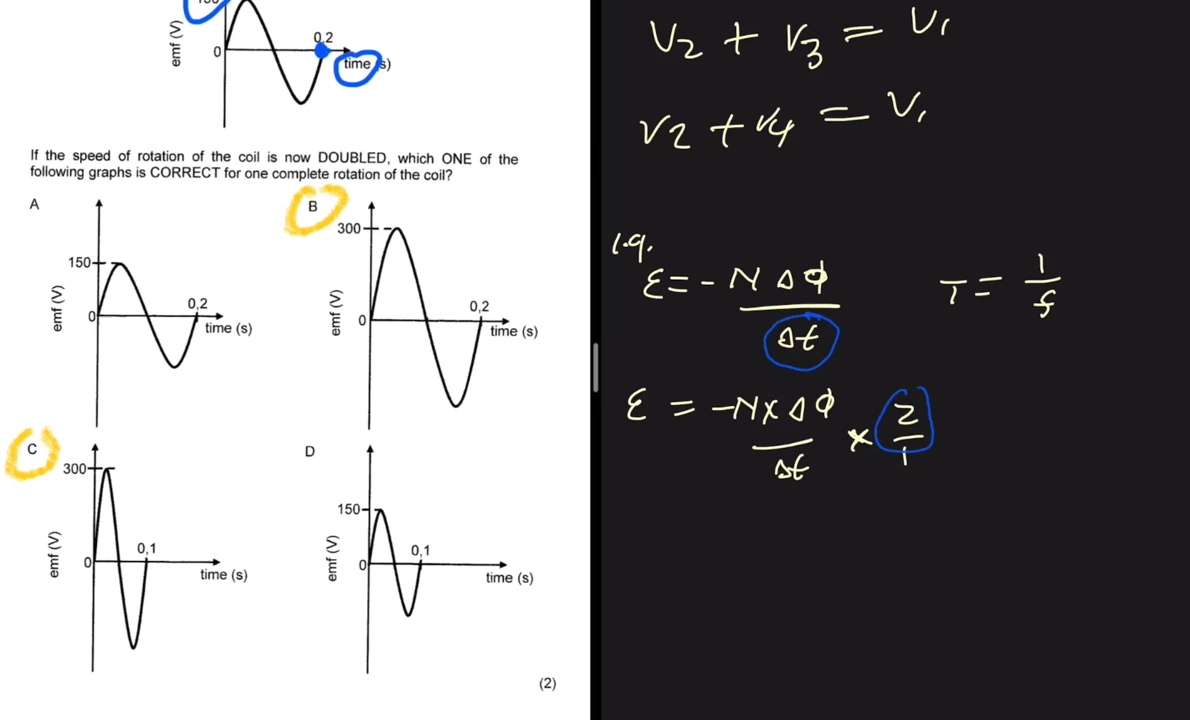 150
emf (V)
0
0,2
time (s)
If the speed of rotation of the coil is now DOUBLED, which ONE of the
following graphs is CORRECT for one complete rotation of the coil?
A
150
emf (V)
0
0,2
time (s)
B
300
emf (V)
0
0,2
time (s)
C
300
emf (V)
0
0,1
time (s)
D
150
emf (V)
0
0,1
time (s)
(2)
V2 + V3 = V1
V2 + V4 = V1
1.9.
ε = - N Δ Φ
Δt
T = 1
f
ε = -N x Δ Φ × 2
Δt 1